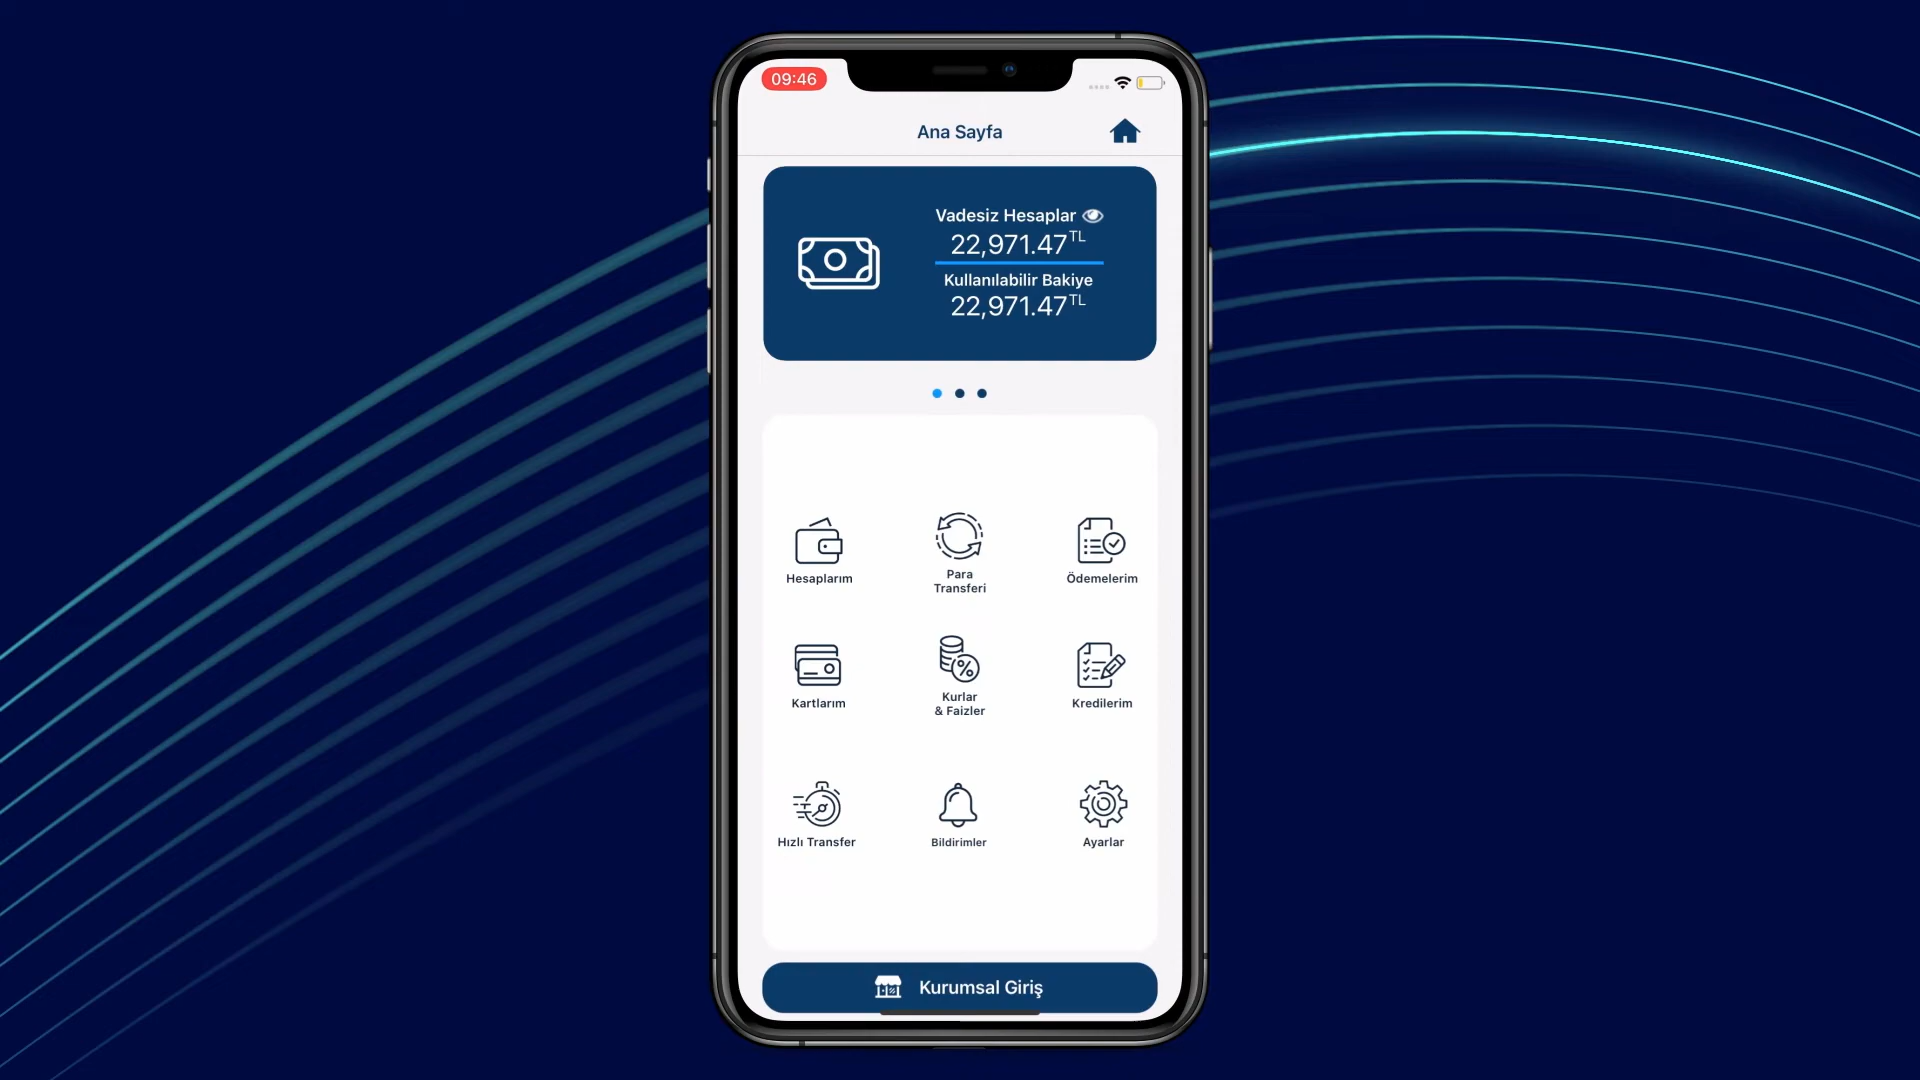 09:46
Ana Sayfa
Vadesiz Hesaplar
22,971.47TL
Kullanılabilir Bakiye
22,971.47TL
Hesaplarım
Para
Transferi
Ödemelerim
Kartlarım
Kurlar
& Faizler
Kredilerim
Hızlı Transfer
Bildirimler
Ayarlar
Kurumsal Giriş